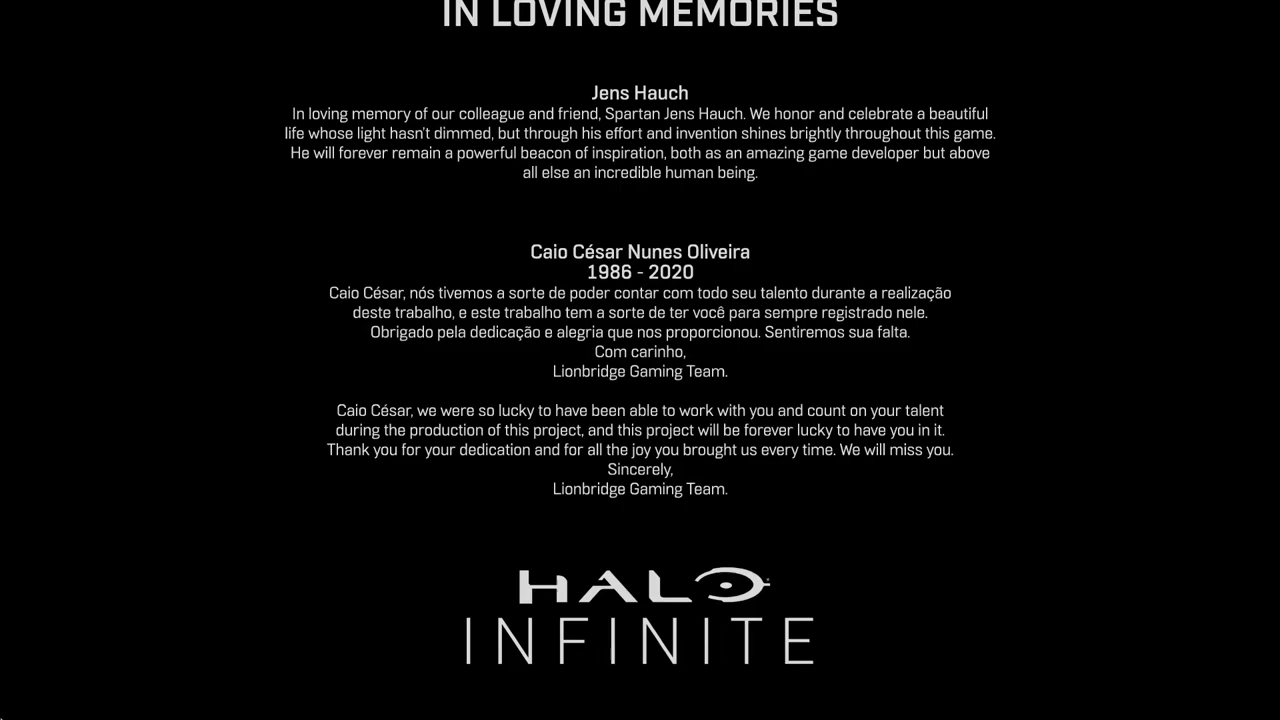 IN LOVING MEMORIES
Jens Hauch
In loving memory of our colleague and friend, Spartan Jens Hauch. We honor and celebrate a beautiful
life whose light hasn't dimmed, but through his effort and invention shines brightly throughout this game.
He will forever remain a powerful beacon of inspiration, both as an amazing game developer but above
all else an incredible human being.
Caio César Nunes Oliveira
1986 - 2020
Caio César, nós tivemos a sorte de poder contar com todo seu talento durante a realização
deste trabalho, e este trabalho tem a sorte de ter você para sempre registrado nele.
Obrigado pela dedicação e alegria que nos proporcionou. Sentiremos sua falta.
Com carinho,
Lionbridge Gaming Team.
Caio César, we were so lucky to have been able to work with you and count on your talent
during the production of this project, and this project will be forever lucky to have you in it.
Thank you for your dedication and for all the joy you brought us every time. We will miss you.
Sincerely,
Lionbridge Gaming Team.
HALO
INFINITE